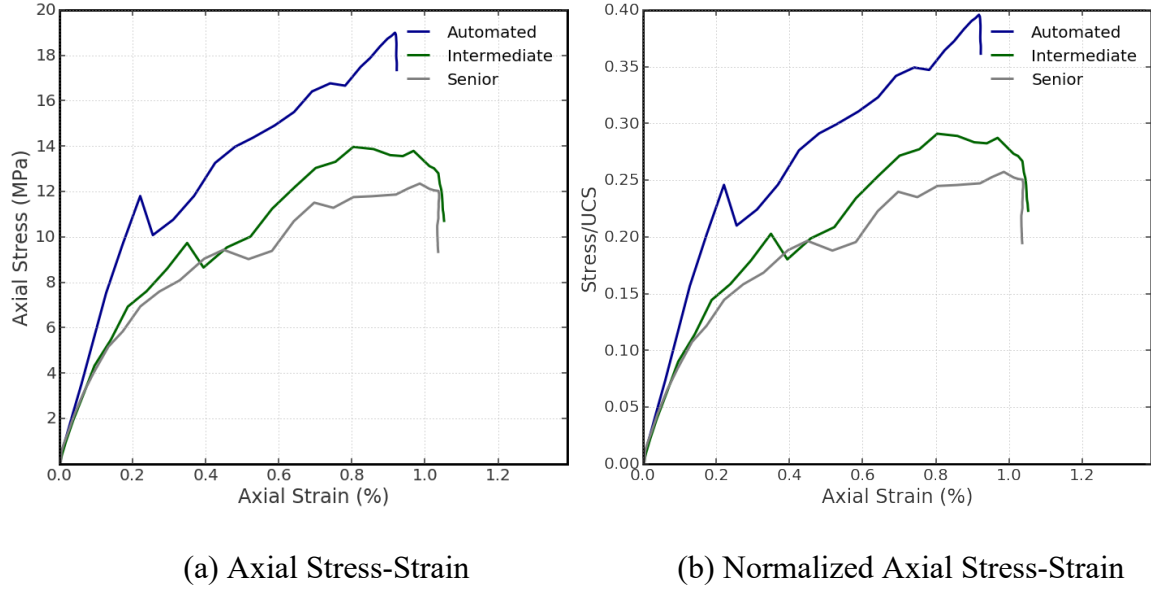 20
18
16
14
12
10
8
6
4
2
0
Axial Stress (MPa)
Automated
Intermediate
Senior
0.0 0.2 0.4 0.6 0.8 1.0 1.2
Axial Strain (%)
(a) Axial Stress-Strain
0.40
0.35
0.30
0.25
0.20
0.15
0.10
0.05
0.00
Stress/UCS
Automated
Intermediate
Senior
0.0 0.2 0.4 0.6 0.8 1.0 1.2
Axial Strain (%)
(b) Normalized Axial Stress-Strain